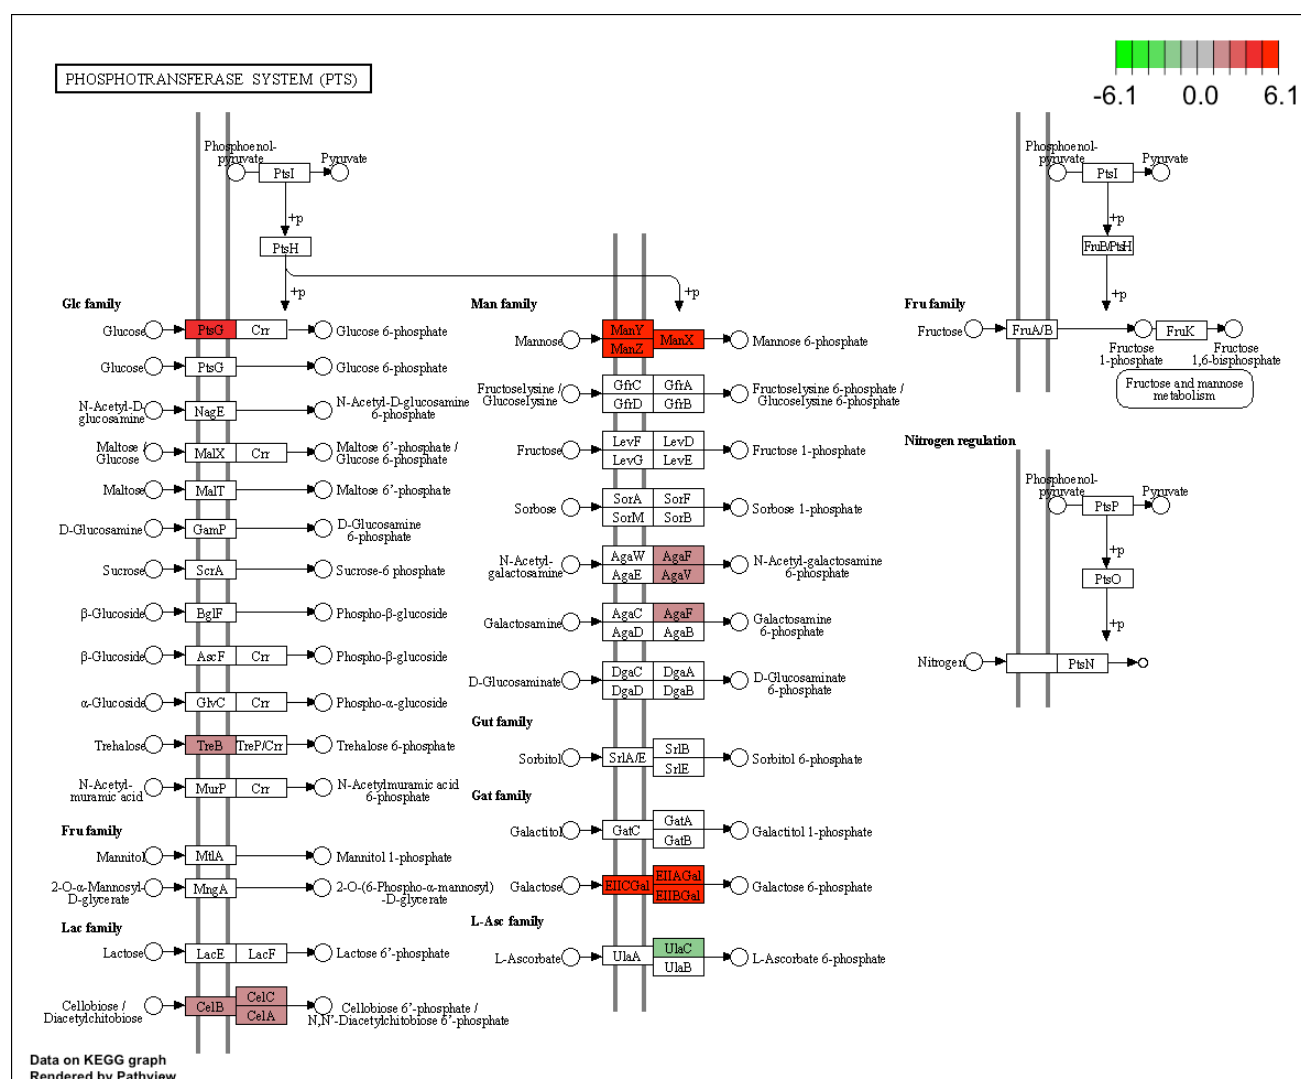 PHOSPHOTRANSFERASE SYSTEM (PTS)
-6.1 0.0 6.1
Phosphoenol-
pyruvate
Pyruvate
PtsI
+p
PtsH
+p
+p
Glc family
Glucose
PtsG
Crr
Glucose 6-phosphate
Glucose
PtsG
Glucose 6-phosphate
N-Acetyl-D-
glucosamine
NagE
N-Acetyl-D-glucosamine
6-phosphate
Maltose /
Glucose
MalX
Crr
Maltose 6'-phosphate /
Glucose 6-phosphate
Maltose
MalT
Maltose 6'-phosphate
D-Glucosamine
GamP
D-Glucosamine
6-phosphate
Sucrose
ScrA
Sucrose-6 phosphate
β-Glucoside
BglF
Phospho-β-glucoside
β-Glucoside
AscF
Crr
Phospho-β-glucoside
α-Glucoside
GlvC
Crr
Phospho-α-glucoside
Trehalose
TreB
TreP/Crr
Trehalose 6-phosphate
N-Acetyl-
muramic acid
MurP
Crr
N-Acetylmuramic acid
6-phosphate
Fru family
Mannitol
MtlA
Mannitol 1-phosphate
2-O-α-Mannosyl-
D-glycerate
MngA
2-O-(6-Phospho-α-mannosyl)
-D-glycerate
Lac family
Lactose
LacE
LacF
Lactose 6'-phosphate
Cellobiose /
Diacetylchitobiose
CelB
CelC
CelA
Cellobiose 6'-phosphate /
N,N'-Diacetylchitobiose 6'-phosphate
Man family
Mannose
ManY
ManZ
ManX
Mannose 6-phosphate
Fructoselysine /
Glucoselysine
GfrC
GfrA
GfrD
GfrB
Fructoselysine 6-phosphate /
Glucoselysine 6-phosphate
Fructose
LevF
LevD
LevG
LevE
Fructose 1-phosphate
Sorbose
SorA
SorF
SorM
SorB
Sorbose 1-phosphate
N-Acetyl-
galactosamine
AgaW
AgaF
AgaE
AgaV
N-Acetyl-galactosamine
6-phosphate
Galactosamine
AgaC
AgaF
AgaD
AgaB
Galactosamine
6-phosphate
D-Glucosaminate
DgaC
DgaA
DgaD
DgaB
D-Glucosaminate
6-phosphate
Gut family
Sorbitol
SrlA/E
SrlB
SrlE
Sorbitol 6-phosphate
Gat family
Galactitol
GatC
GatA
GatB
Galactitol 1-phosphate
Galactose
EIICGal
EIIAGal
EIIBGal
Galactose 6-phosphate
L-Asc family
L-Ascorbate
UlaA
UlaC
UlaB
L-Ascorbate 6-phosphate
Phosphoenol-
pyruvate
Pyruvate
PtsI
+p
FruB/PtsH
+p
Fru family
Fructose
FruA/B
Fructose
1-phosphate
FruK
Fructose
1,6-bisphosphate
Fructose and mannose
metabolism
Nitrogen regulation
Phosphoenol-
pyruvate
Pyruvate
PtsP
+p
PtsO
+p
Nitrogen
PtsN
Data on KEGG graph
Rendered by Pathview